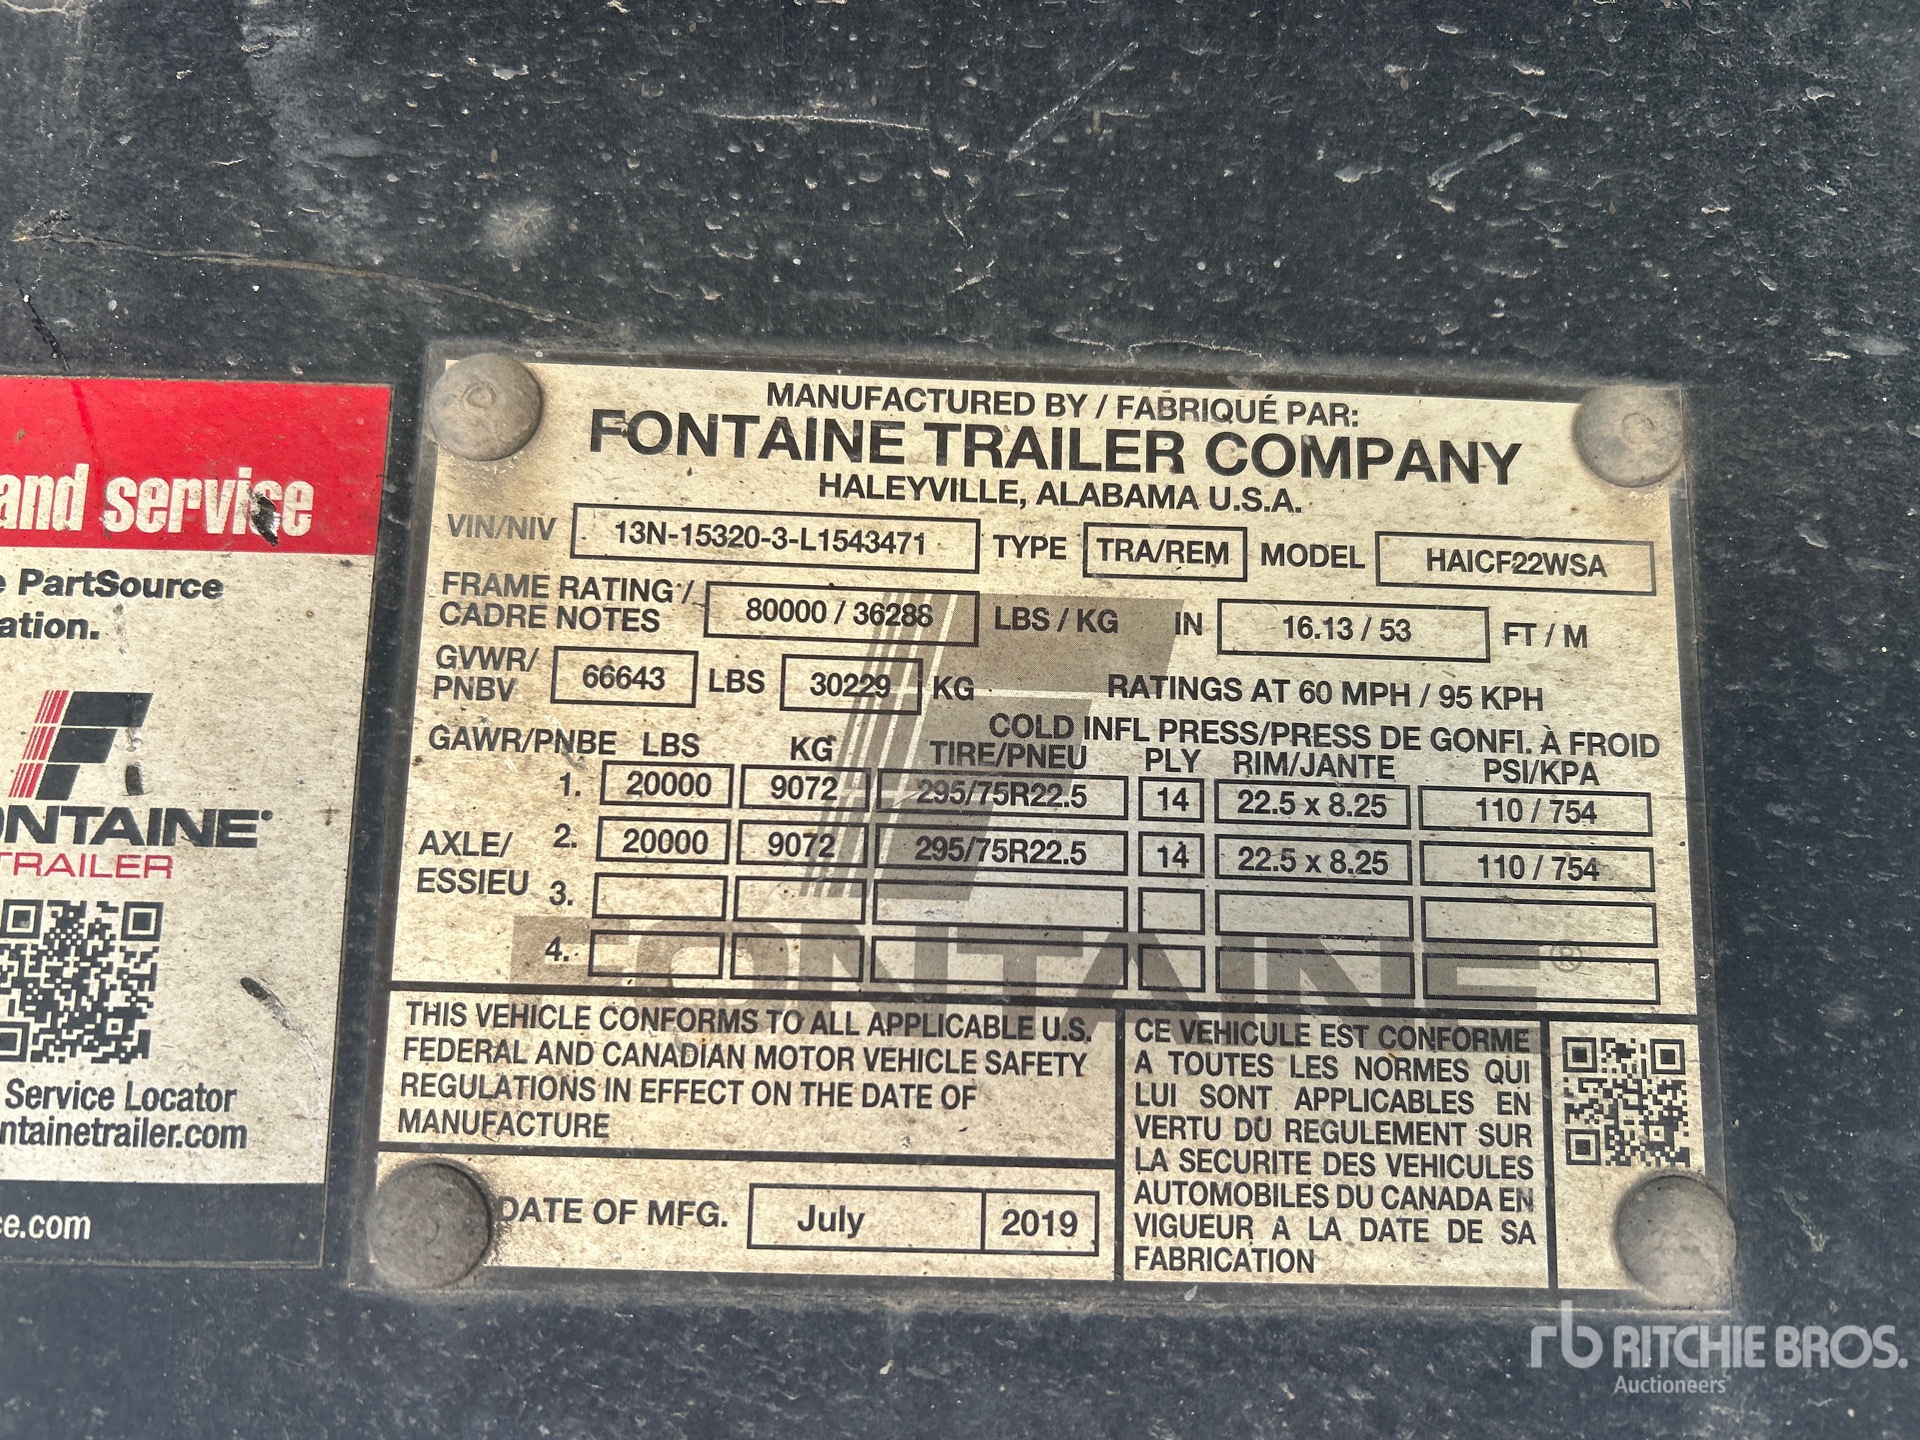 and service
PartSource
ation.
ONTAINE
TRAILER
Service Locator
ntainetrailer.com
ce.com
MANUFACTURED BY / FABRIQUÉ PAR:
FONTAINE TRAILER COMPANY
HALEYVILLE, ALABAMA U.S.A.
VIN/NIV 13N-15320-3-L1543471 TYPE TRA/REM MODEL HAICF22WSA
FRAME RATING /
CADRE NOTES 80000 / 36288 LBS / KG IN 16.13 / 53 FT / M
GVWR/
PNBV 66643 LBS 30229 KG RATINGS AT 60 MPH / 95 KPH
COLD INFL PRESS/PRESS DE GONFl. À FROID
GAWR/PNBE LBS KG TIRE/PNEU PLY RIM/JANTE PSI/KPA
1. 20000 9072 295/75R22.5 14 22.5 x 8.25 110 / 754
AXLE/
ESSIEU
2. 20000 9072 295/75R22.5 14 22.5 x 8.25 110 / 754
3.
4.
FONTAINE®
THIS VEHICLE CONFORMS TO ALL APPLICABLE U.S.
FEDERAL AND CANADIAN MOTOR VEHICLE SAFETY
REGULATIONS IN EFFECT ON THE DATE OF
MANUFACTURE
DATE OF MFG. July 2019
CE VEHICULE EST CONFORME
A TOUTES LES NORMES QUI
LUI SONT APPLICABLES EN
VERTU DU REGULEMENT SUR
LA SECURITE DES VEHICULES
AUTOMOBILES DU CANADA EN
VIGUEUR A LA DATE DE SA
FABRICATION
rb RITCHIE BROS.
Auctioneers